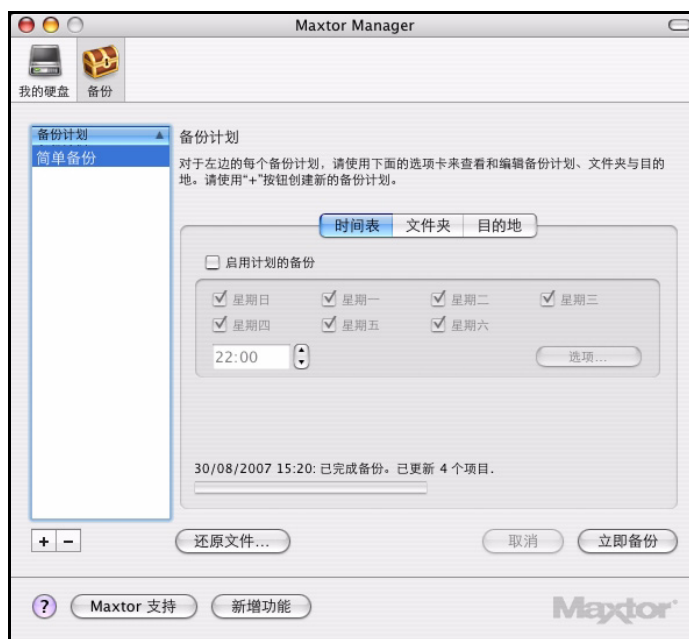 Maxtor Manager
我的硬盘
备份
备份计划
简单备份
备份计划
对于左边的每个备份计划，请使用下面的选项卡来查看和编辑备份计划、文件夹与目的
地。请使用“+”按钮创建新的备份计划。
时间表
文件夹
目的地
启用计划的备份
星期日
星期一
星期二
星期三
星期四
星期五
星期六
22:00
选项...
30/08/2007 15:20: 已完成备份。已更新 4 个项目.
+
−
还原文件...
取消
立即备份
?
Maxtor 支持
新增功能
Maxtor